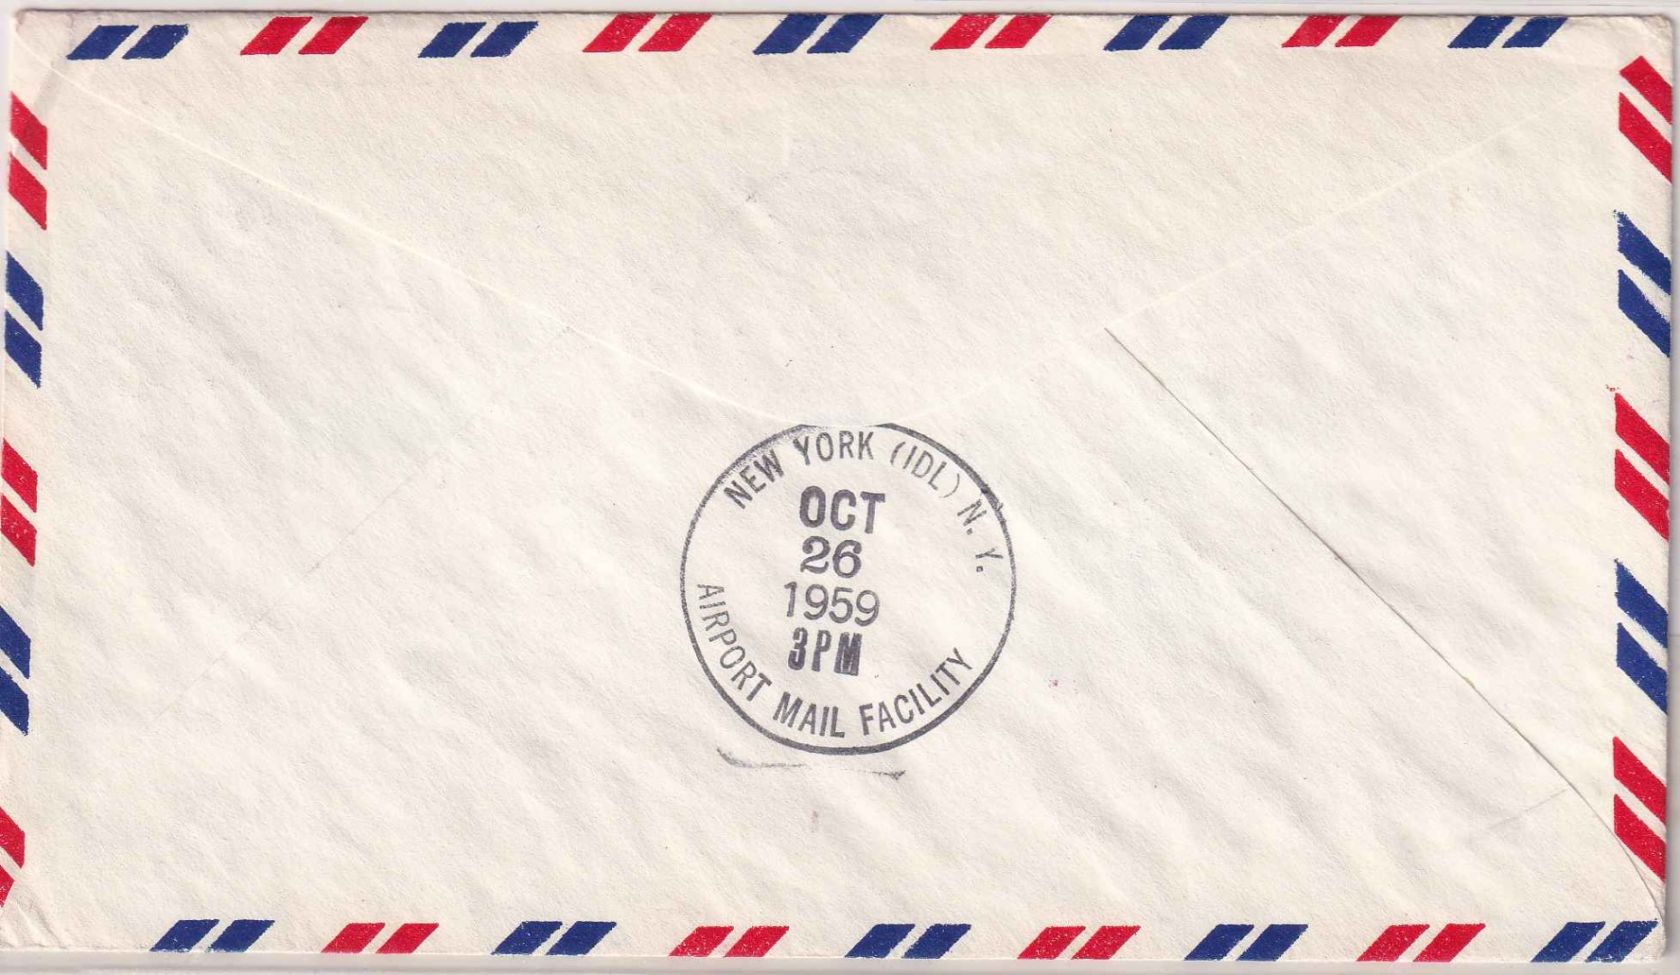 NEW YORK (IDL) N.Y.
OCT
26
1959
3PM
AIRPORT MAIL FACILITY